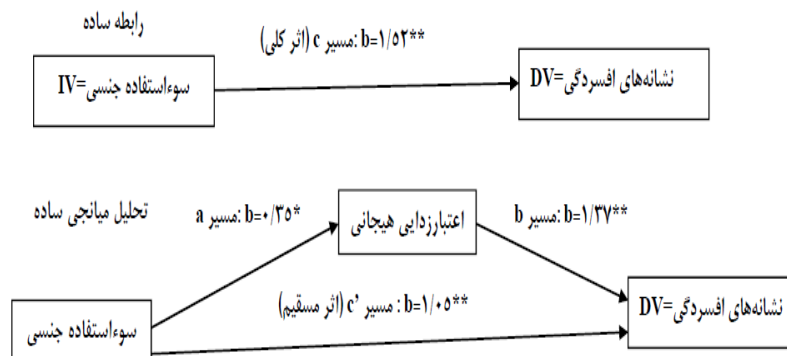 رابطه ساده
مسیر c (اثر کلی): b=۱/۵۲**
IV=سوءاستفاده جنسی
DV=نشانه‌های افسردگی
تحلیل میانجی ساده
مسیر a: b=۰/۳۵*
اعتبارزدایی هیجانی
مسیر b: b=۱/۳۷**
مسیر c’ (اثر مستقیم): b=۱/۰۵**
سوءاستفاده جنسی
DV=نشانه‌های افسردگی